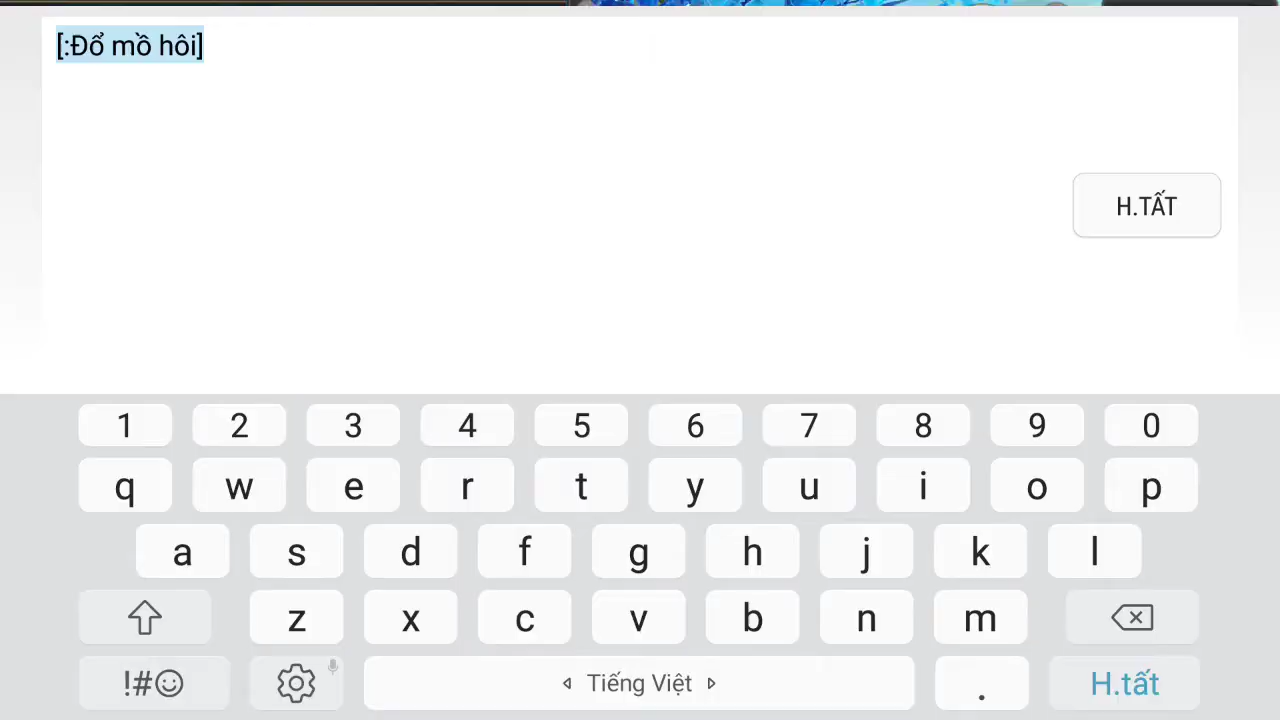 [:Đổ mồ hôi]
H.TẤT
1 2 3 4 5 6 7 8 9 0
q w e r t y u i o p
a s d f g h j k l
z x c v b n m
!#☺ Tiếng Việt . H.tất